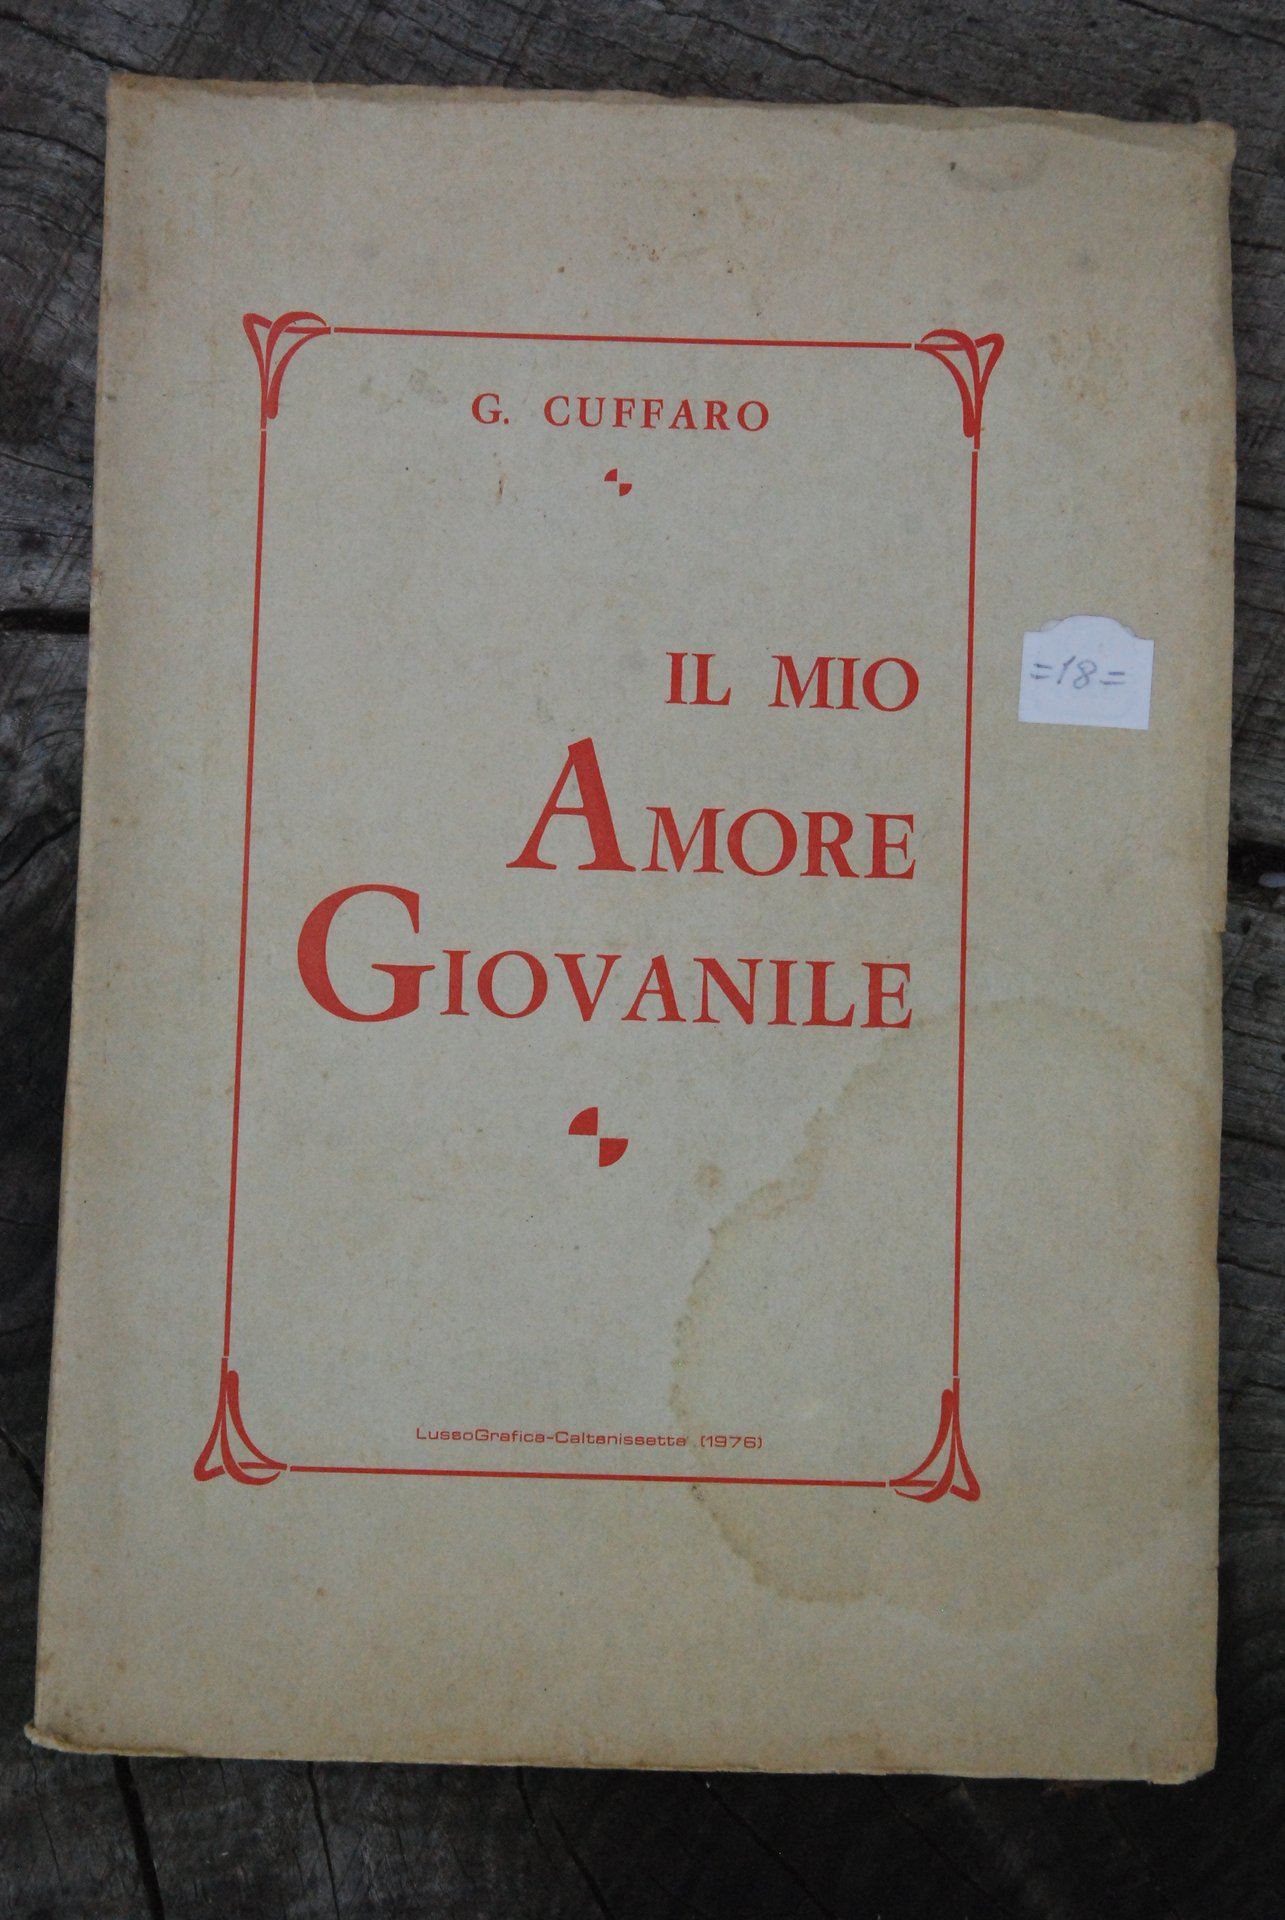 G. CUFFARO
IL MIO
AMORE
GIOVANILE
=18=
LussoGrafica-Caltanissetta (1976)